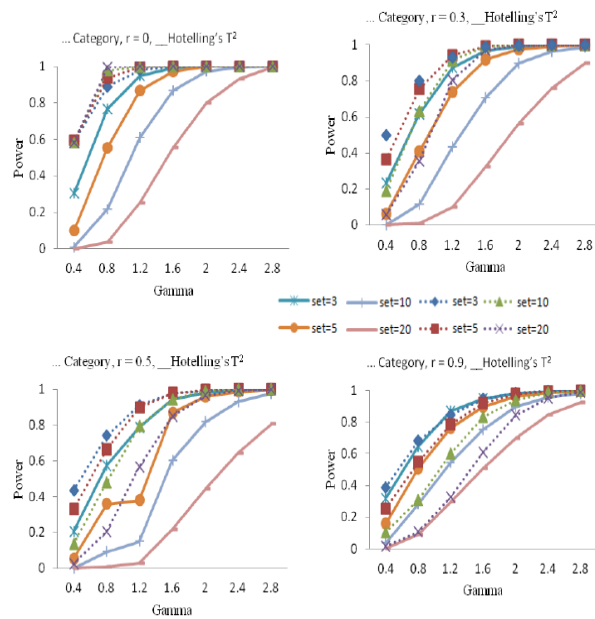 ... Category, r = 0, __Hotelling's T²
1
0.8
0.6
0.4
0.2
0
Power
0.4 0.8 1.2 1.6 2 2.4 2.8
Gamma
... Category, r = 0.3, __Hotelling's T²
1
0.8
0.6
0.4
0.2
0
Power
0.4 0.8 1.2 1.6 2 2.4 2.8
Gamma
set=3 set=10 set=3 set=10
set=5 set=20 set=5 set=20
... Category, r = 0.5, __Hotelling's T²
1
0.8
0.6
0.4
0.2
0
Power
0.4 0.8 1.2 1.6 2 2.4 2.8
Gamma
... Category, r = 0.9, __Hotelling's T²
1
0.8
0.6
0.4
0.2
0
Power
0.4 0.8 1.2 1.6 2 2.4 2.8
Gamma